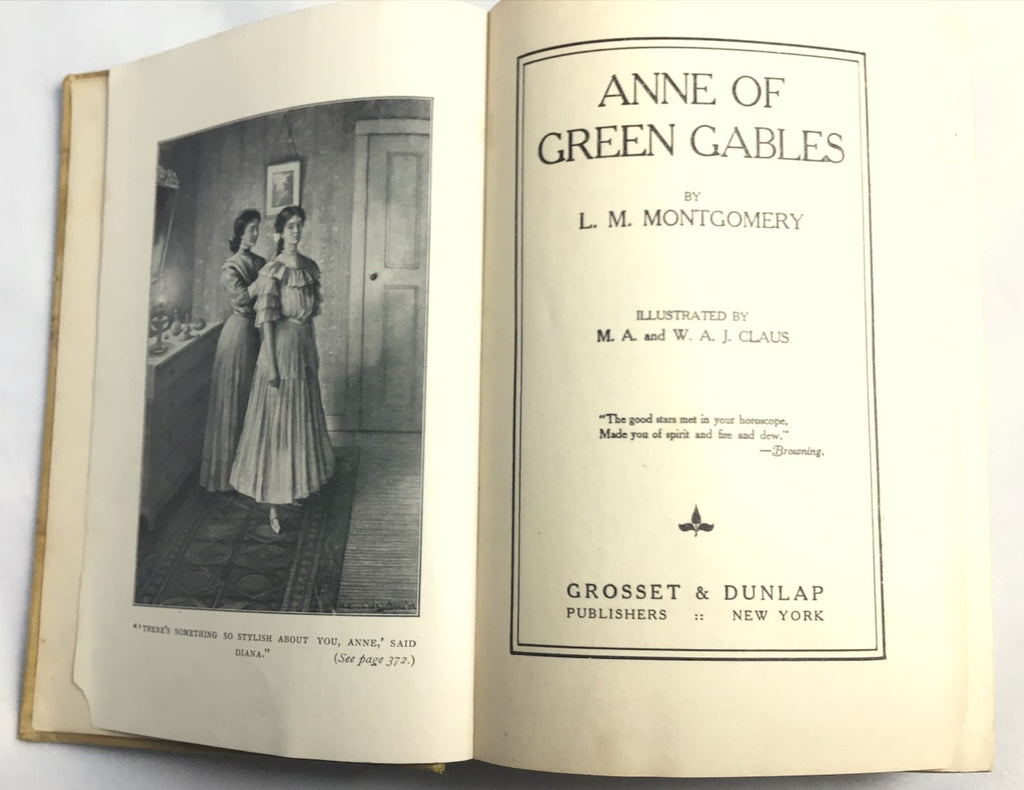 "'THERE'S SOMETHING SO STYLISH ABOUT YOU, ANNE,' SAID
DIANA." (See page 372.)
ANNE OF
GREEN GABLES
BY
L. M. MONTGOMERY
ILLUSTRATED BY
M. A. and W. A. J. CLAUS
"The good stars met in your horoscope,
Made you of spirit and fire and dew."
—Browning.
GROSSET & DUNLAP
PUBLISHERS :: NEW YORK